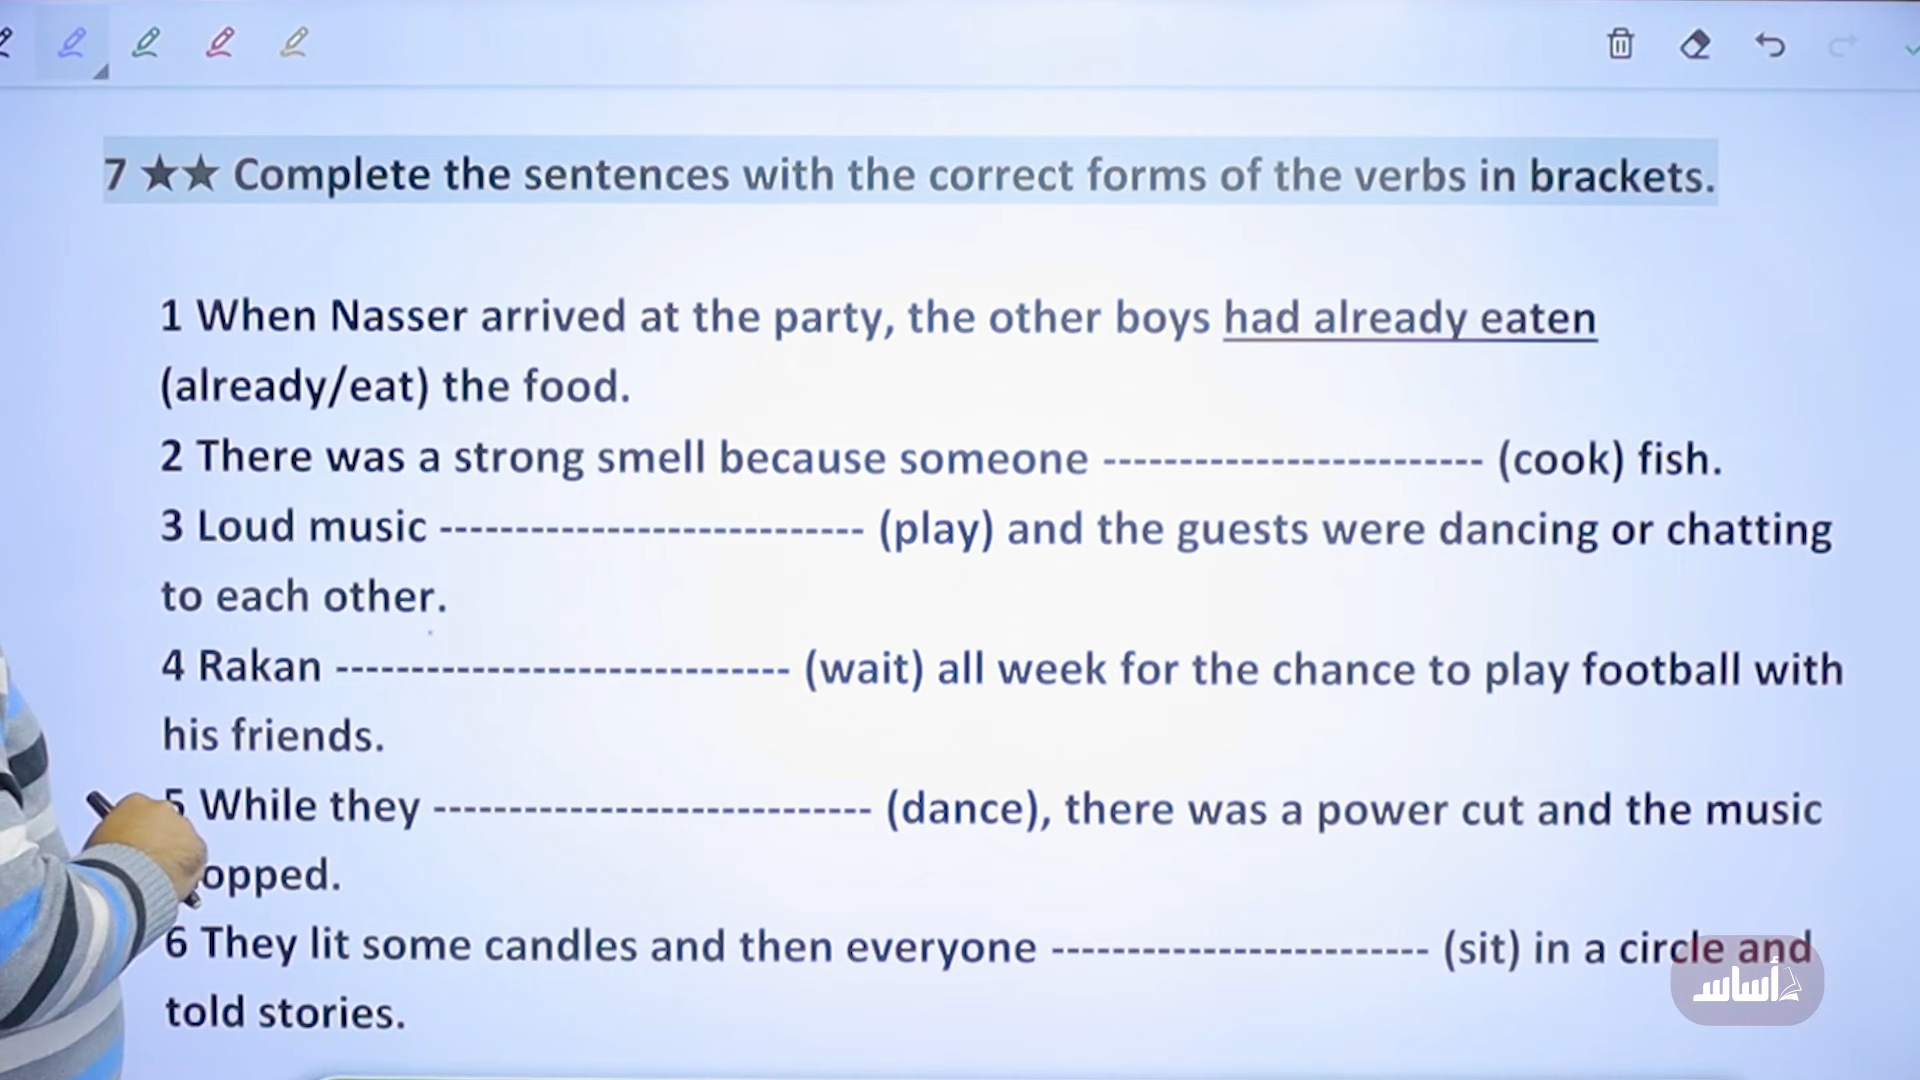 7 ★★ Complete the sentences with the correct forms of the verbs in brackets.
1 When Nasser arrived at the party, the other boys had already eaten
(already/eat) the food.
2 There was a strong smell because someone ------------------------- (cook) fish.
3 Loud music ---------------------------- (play) and the guests were dancing or chatting
to each other.
4 Rakan ------------------------------ (wait) all week for the chance to play football with
his friends.
5 While they ----------------------------- (dance), there was a power cut and the music
opped.
6 They lit some candles and then everyone ------------------------- (sit) in a circle and
told stories.
أساس